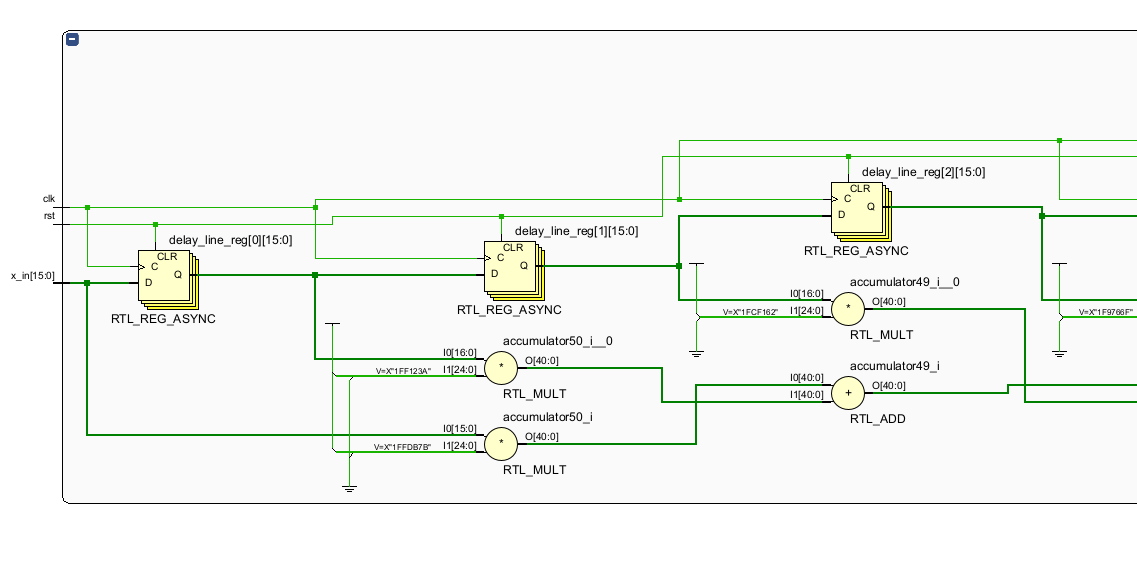 delay_line_reg[2][15:0]
CLR
C
Q
D
RTL_REG_ASYNC
clk
rst
delay_line_reg[1][15:0]
CLR
C
Q
D
RTL_REG_ASYNC
delay_line_reg[0][15:0]
CLR
C
Q
D
RTL_REG_ASYNC
x_in[15:0]
accumulator49_i__0
I0[16:0]
V=X"1FCF162"
I1[24:0]
*
O[40:0]
RTL_MULT
V=X"1F9766F"
accumulator50_i__0
I0[16:0]
V=X"1FF123A"
I1[24:0]
*
O[40:0]
RTL_MULT
accumulator49_i
I0[40:0]
I1[40:0]
+
O[40:0]
RTL_ADD
accumulator50_i
I0[15:0]
V=X"1FFDB7B"
I1[24:0]
*
O[40:0]
RTL_MULT